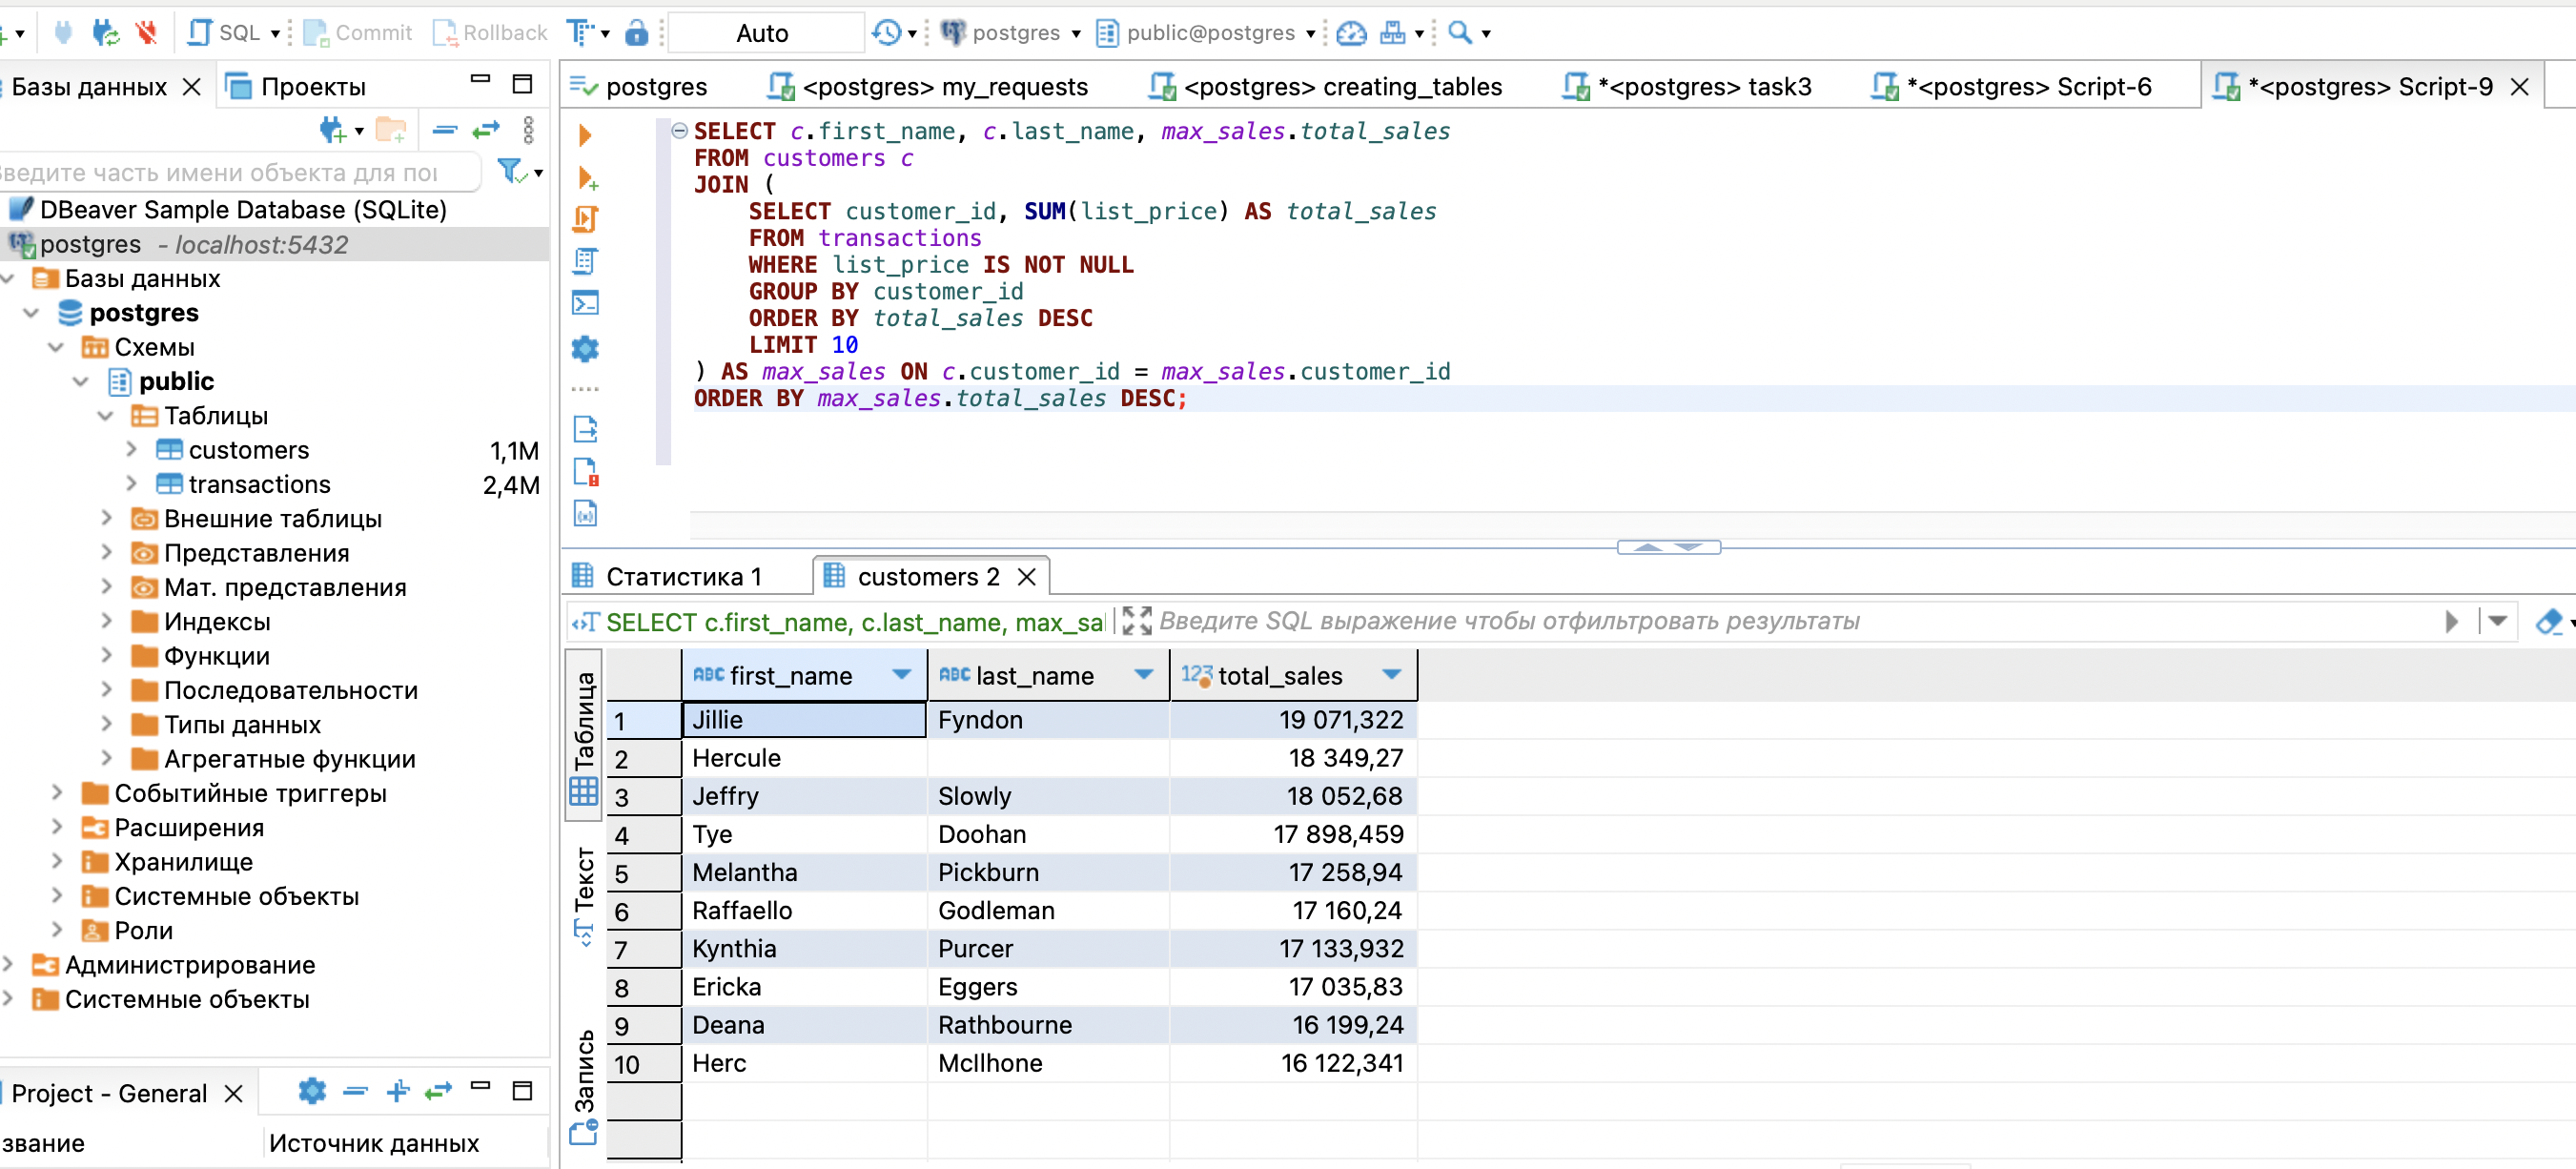 SQL Commit Rollback Auto postgres public@postgres
Базы данных Проекты
postgres <postgres> my_requests <postgres> creating_tables *<postgres> task3 *<postgres> Script-6 *<postgres> Script-9
введите часть имени объекта для
DBeaver Sample Database (SQLite)
postgres - localhost:5432
Базы данных
postgres
Схемы
public
Таблицы
customers 1,1M
transactions 2,4M
Внешние таблицы
Представления
Мат. представления
Индексы
Функции
Последовательности
Типы данных
Агрегатные функции
Событийные триггеры
Расширения
Хранилище
Системные объекты
Роли
Администрирование
Системные объекты
Project - General
звание Источник данных
SELECT c.first_name, c.last_name, max_sales.total_sales
FROM customers c
JOIN (
SELECT customer_id, SUM(list_price) AS total_sales
FROM transactions
WHERE list_price IS NOT NULL
GROUP BY customer_id
ORDER BY total_sales DESC
LIMIT 10
) AS max_sales ON c.customer_id = max_sales.customer_id
ORDER BY max_sales.total_sales DESC;
Статистика 1 customers 2
SELECT c.first_name, c.last_name, max_sa Введите SQL выражение чтобы отфильтровать результаты
Таблица
Текст
Запись
ABC first_name ABC last_name 123 total_sales
1 Jillie Fyndon 19 071,322
2 Hercule 18 349,27
3 Jeffry Slowly 18 052,68
4 Tye Doohan 17 898,459
5 Melantha Pickburn 17 258,94
6 Raffaello Godleman 17 160,24
7 Kynthia Purcer 17 133,932
8 Ericka Eggers 17 035,83
9 Deana Rathbourne 16 199,24
10 Herc McIlhone 16 122,341